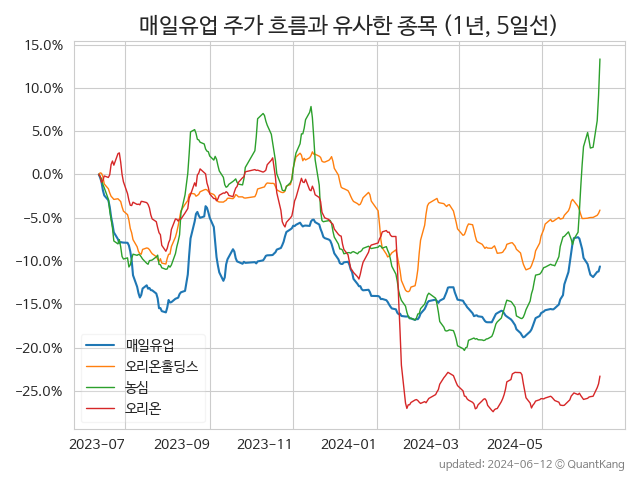 매일유업 주가 흐름과 유사한 종목 (1년, 5일선)
15.0%
10.0%
5.0%
0.0%
−5.0%
−10.0%
−15.0%
−20.0%
−25.0%
매일유업
오리온홀딩스
농심
오리온
2023-07 2023-09 2023-11 2024-01 2024-03 2024-05
updated: 2024-06-12 © QuantKang